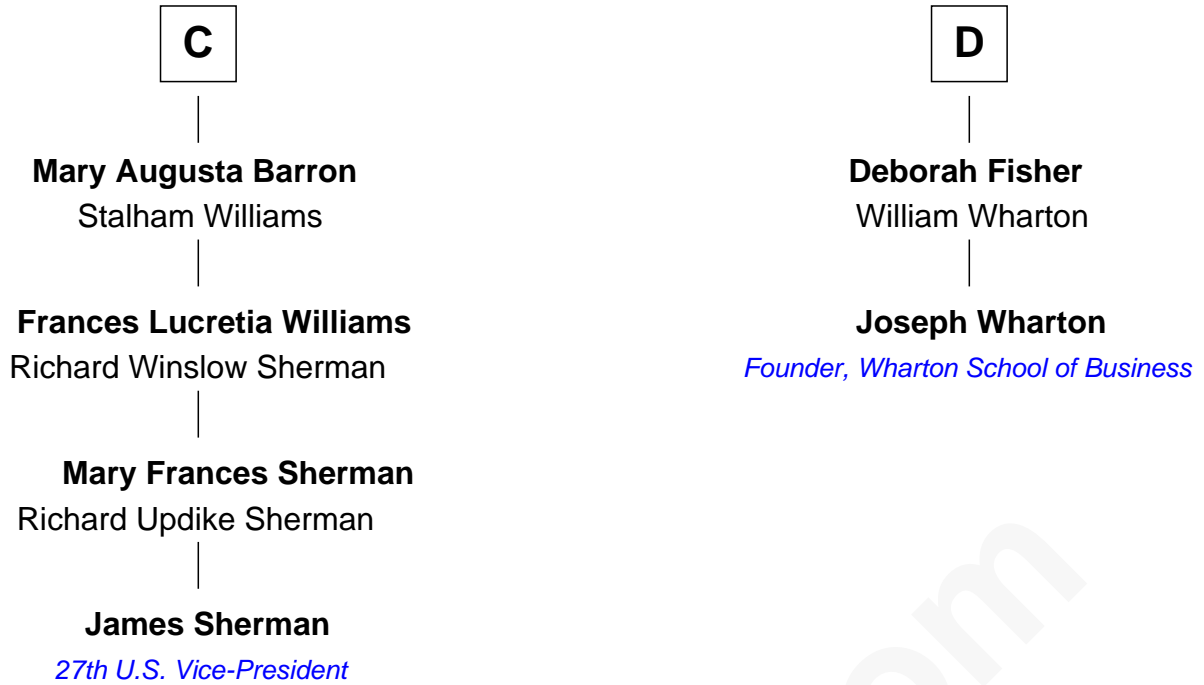 C
Mary Augusta Barron
Stalham Williams
Frances Lucretia Williams
Richard Winslow Sherman
Mary Frances Sherman
Richard Updike Sherman
James Sherman
27th U.S. Vice-President
D
Deborah Fisher
William Wharton
Joseph Wharton
Founder, Wharton School of Business
om